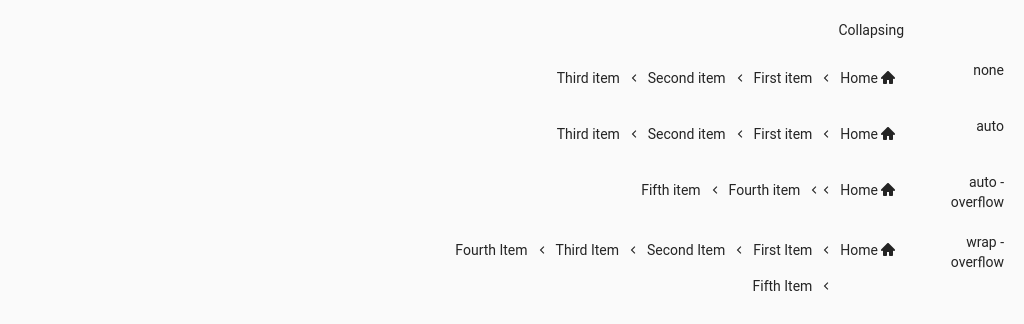 Collapsing
none
Third item ‹ Second item ‹ First item ‹ Home
auto
Third item ‹ Second item ‹ First item ‹ Home
auto -
overflow
Fifth item ‹ Fourth item ‹ ‹ Home
wrap -
overflow
Fourth Item ‹ Third Item ‹ Second Item ‹ First Item ‹ Home
Fifth Item ‹